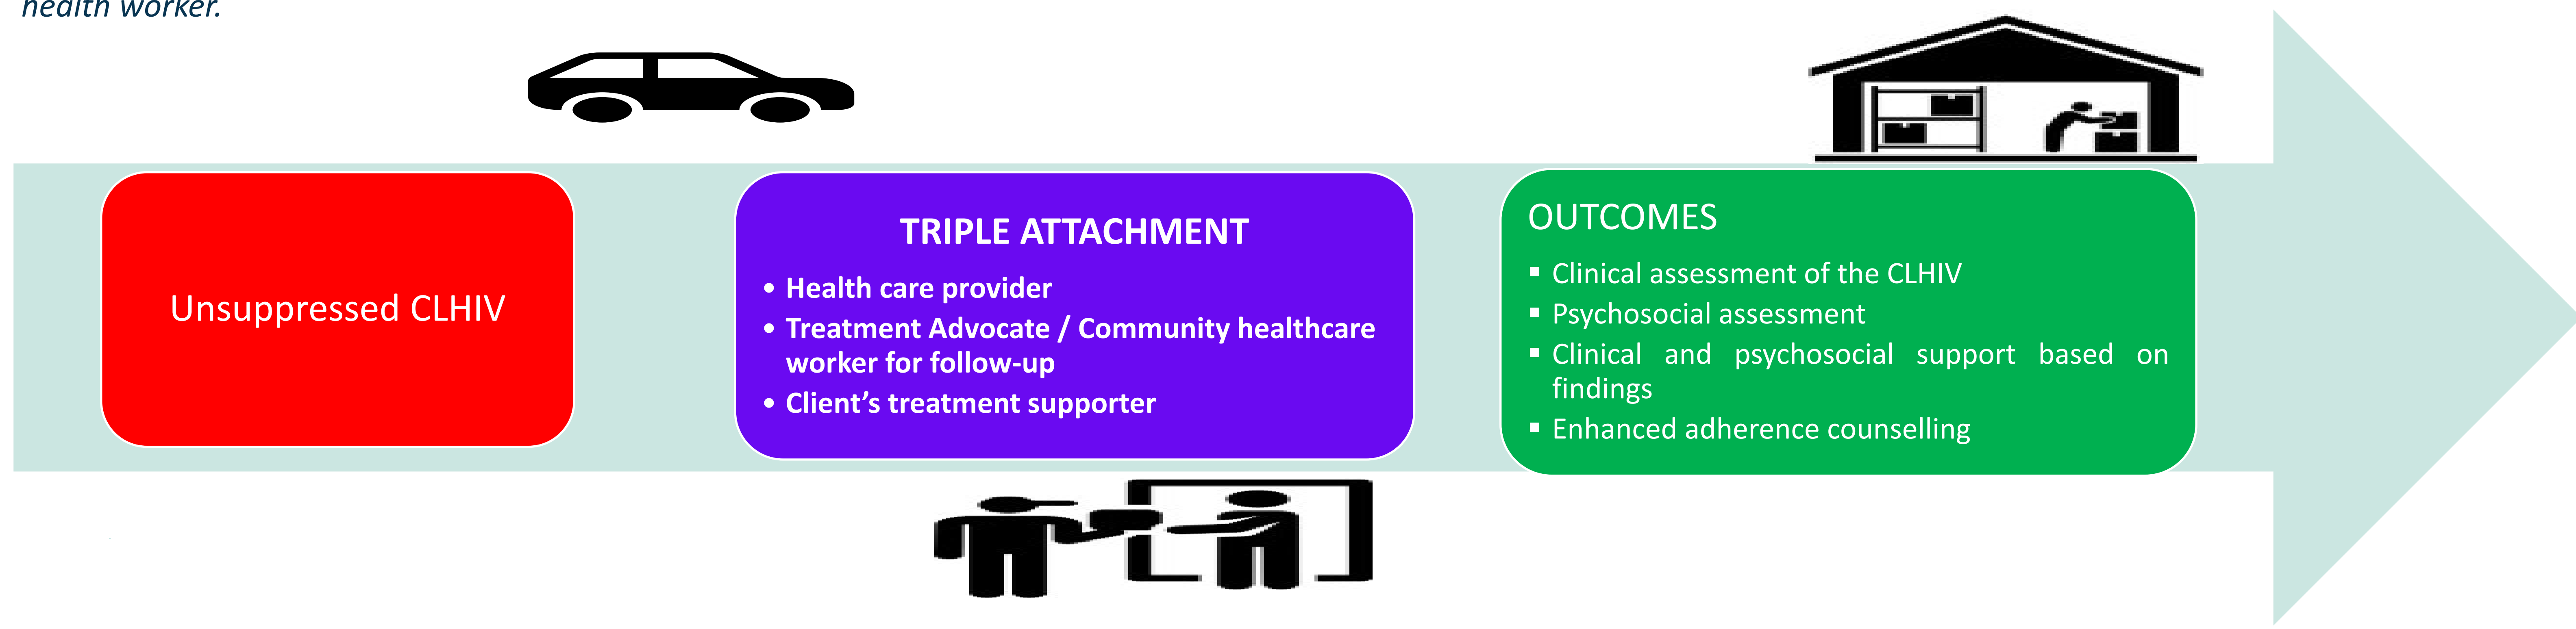 health worker.
Unsuppressed CLHIV
TRIPLE ATTACHMENT
• Health care provider
• Treatment Advocate / Community healthcare
worker for follow-up
• Client’s treatment supporter
OUTCOMES
▪ Clinical assessment of the CLHIV
▪ Psychosocial assessment
▪ Clinical and psychosocial support based on
findings
▪ Enhanced adherence counselling